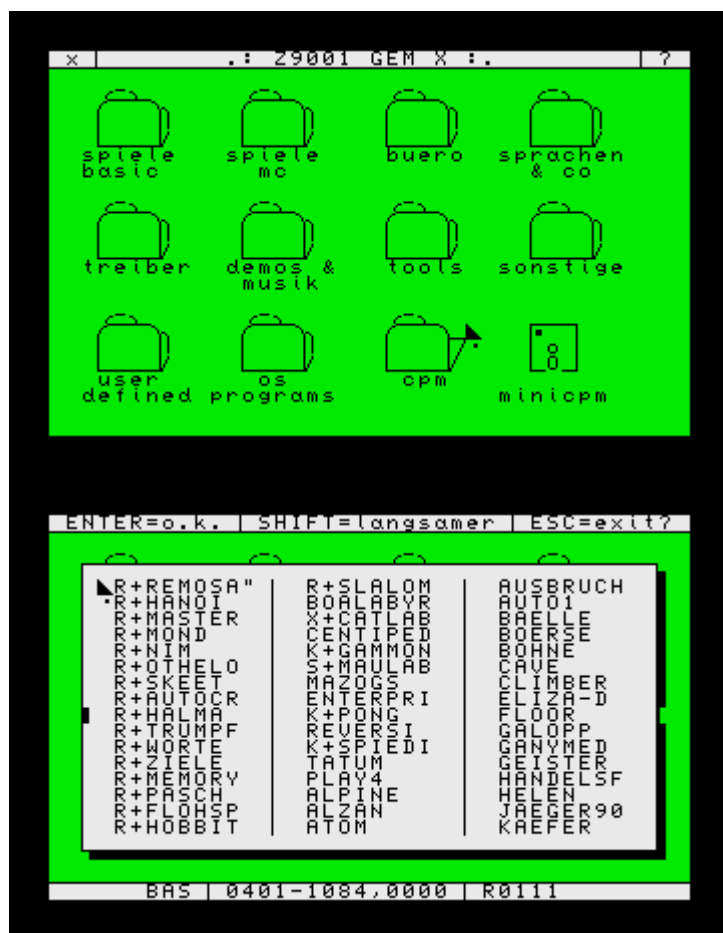 x | .: Z9001 GEM X :. | ?
spiele spiele buero sprachen
basic mc & co
treiber demos & tools sonstige
musik
user os cpm
defined programs minicpm
ENTER=o.k. | SHIFT=langsamer | ESC=exit?
R+REMOSA" | R+SLALOM | AUSBRUCH
R+HANOI | BOALABYR | AUTO1
R+MASTER | X+CATLAB | BAELLE
R+MOND | CENTIPED | BOERSE
R+NIM | K+GAMMON | BOHNE
R+OTHELO | S+MAULAB | CAVE
R+SKEET | MAZOGS | CLIMBER
R+AUTOCR | ENTERPRI | ELIZA-D
R+HALMA | K+PONG | FLOOR
R+TRUMPF | REVERSI | GALOPP
R+WORTE | K+SPIEDI | GANYMED
R+ZIELE | TATUM | GEISTER
R+MEMORY | PLAY4 | HANDELSF
R+PASCH | ALPINE | HELEN
R+FLOHSP | ALZAN | JAEGER90
R+HOBBIT | ATOM | KAEFER
BAS | 0401-1084,0000 | R0111